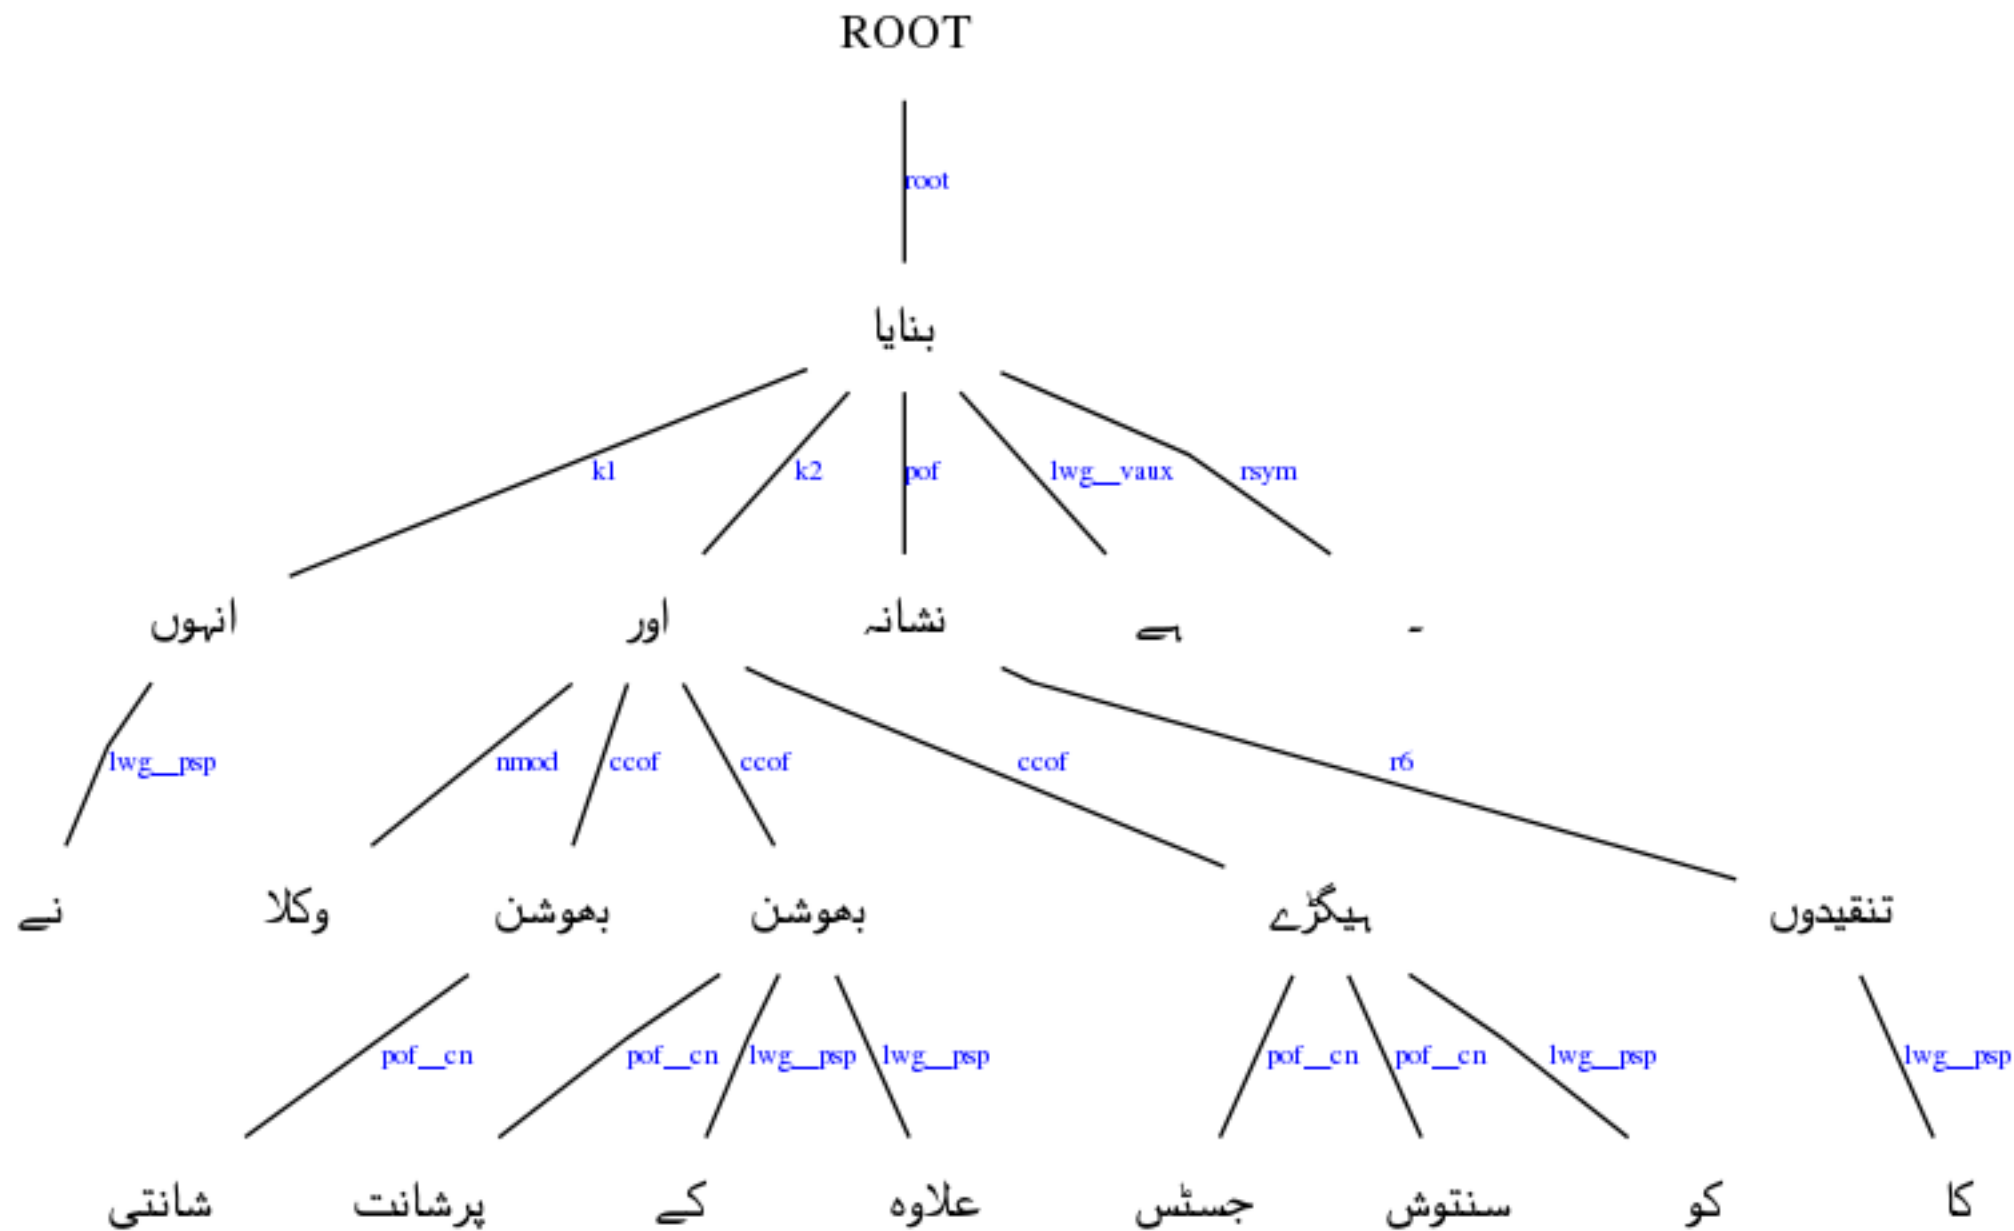 ROOT
root
بنایا
k1 k2 pof lwg__vaux rsym
انہوں اور نشانہ ہے ۔
lwg__psp nmod ccof ccof ccof r6
نے وکلا بھوشن بھوشن ہیگڑے تنقیدوں
pof__cn pof__cn lwg__psp lwg__psp pof__cn pof__cn lwg__psp lwg__psp
شانتی پرشانت کے علاوہ جسٹس سنتوش کو کا